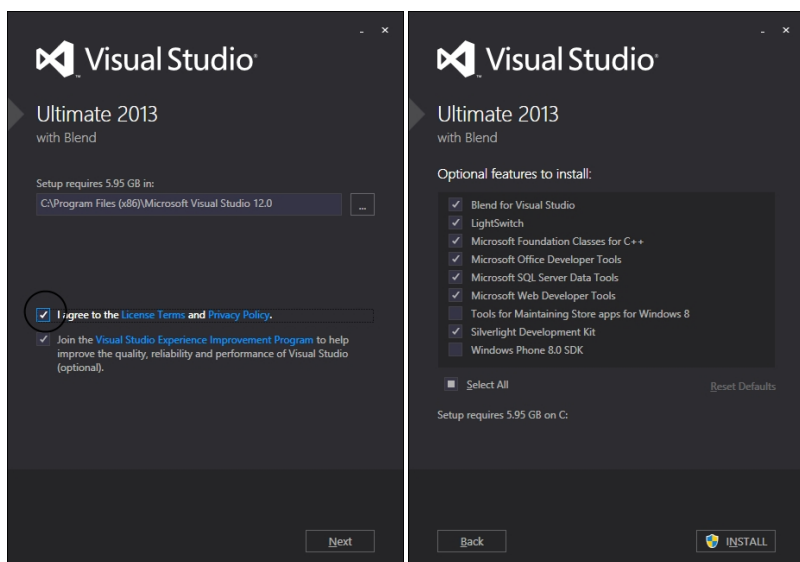 Visual Studio
Ultimate 2013
with Blend
Setup requires 5.95 GB in:
C:\Program Files (x86)\Microsoft Visual Studio 12.0
...
I agree to the License Terms and Privacy Policy.
Join the Visual Studio Experience Improvement Program to help
improve the quality, reliability and performance of Visual Studio
(optional).
Next
Visual Studio
Ultimate 2013
with Blend
Optional features to install:
Blend for Visual Studio
LightSwitch
Microsoft Foundation Classes for C++
Microsoft Office Developer Tools
Microsoft SQL Server Data Tools
Microsoft Web Developer Tools
Tools for Maintaining Store apps for Windows 8
Silverlight Development Kit
Windows Phone 8.0 SDK
Select All
Reset Defaults
Setup requires 5.95 GB on C:
Back
INSTALL